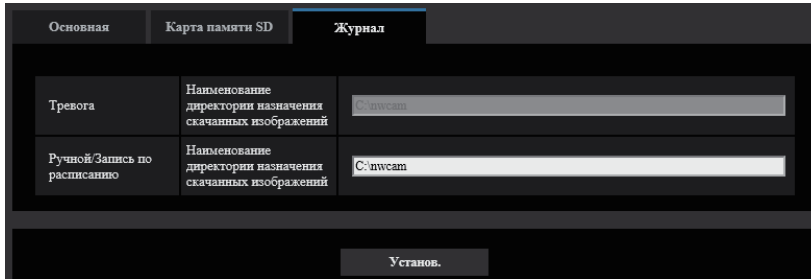 Основная Карта памяти SD Журнал
Тревога
Наименование
директории назначения
скачанных изображений
C:\nwcam
Ручной/Запись по
расписанию
Наименование
директории назначения
скачанных изображений
C:\nwcam
Установ.